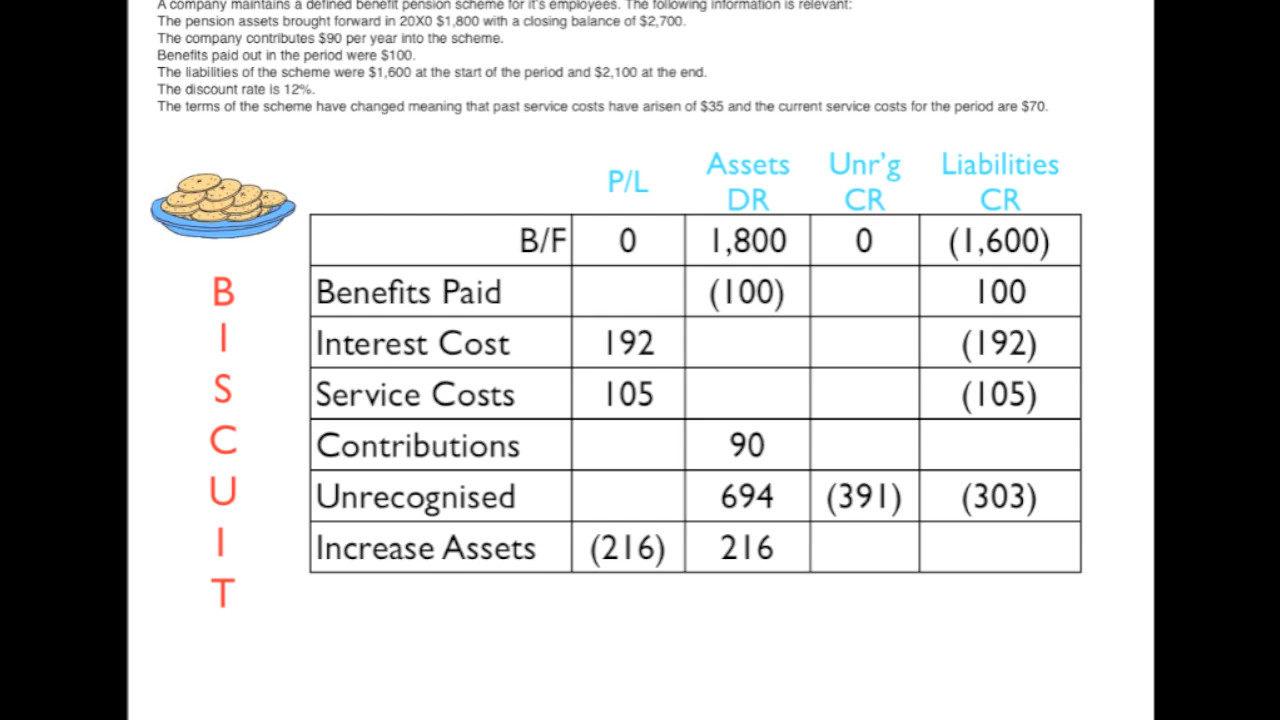 A company maintains a defined benefit pension scheme for it's employees. The following information is relevant:
The pension assets brought forward in 20X0 $1,800 with a closing balance of $2,700.
The company contributes $90 per year into the scheme.
Benefits paid out in the period were $100.
The liabilities of the scheme were $1,600 at the start of the period and $2,100 at the end.
The discount rate is 12%.
The terms of the scheme have changed meaning that past service costs have arisen of $35 and the current service costs for the period are $70.
P/L Assets DR Unr'g CR Liabilities CR
B/F 0 1,800 0 (1,600)
B Benefits Paid (100) 100
I Interest Cost 192 (192)
S Service Costs 105 (105)
C Contributions 90
U Unrecognised 694 (391) (303)
I Increase Assets (216) 216
T